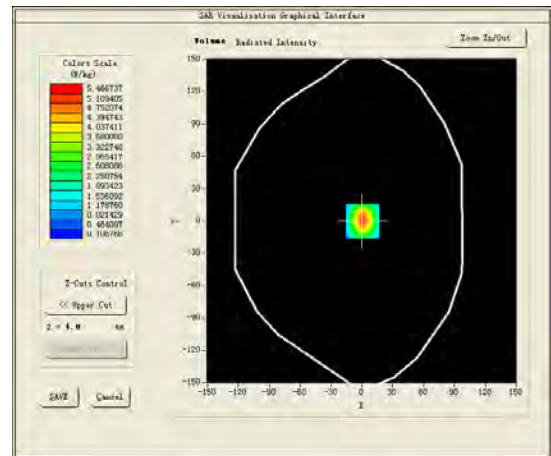 SAR Visualisation Graphical Interface
Volume Radiated Intensity
Zoom In/Out
Colors Scala
(W/kg)
5.466737
5.109405
4.752074
4.394743
4.037411
3.680080
3.322748
2.965417
2.608086
2.250754
1.893423
1.536092
1.178760
0.821429
0.464097
0.106766
Z-Cuts Control
<< Upper Cut
Z = 4.0 mm
SAVE
Cancel
150
90
30
0
-30
-60
-90
-120
-150
-150 -120 -90 -60 -30 0 30 60 90 120 150
X